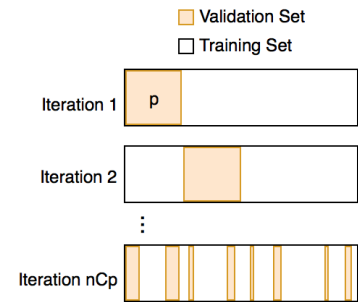 Validation Set
Training Set
Iteration 1
p
Iteration 2
⋮
Iteration nCp